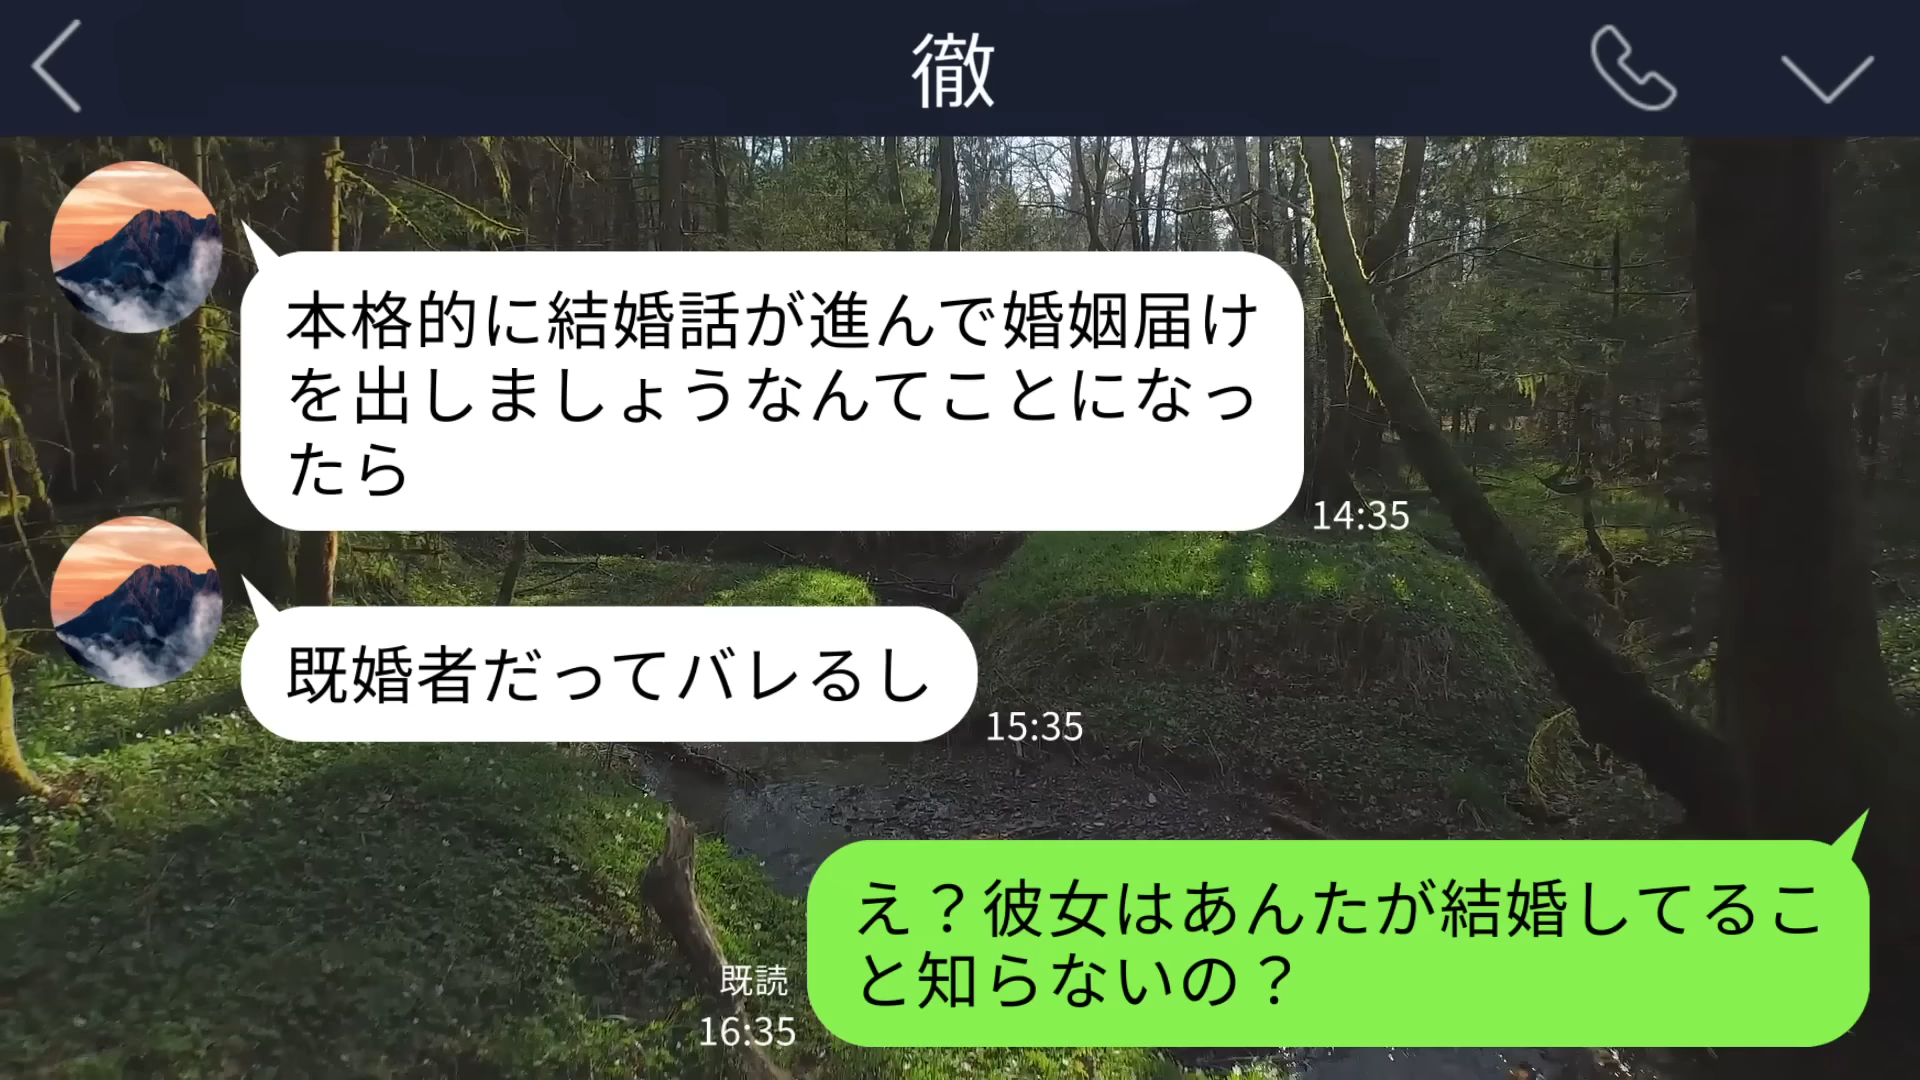 徹
本格的に結婚話が進んで婚姻届け
を出しましょうなんてことになっ
たら
14:35
既婚者だってバレるし
15:35
え？彼女はあんたが結婚してるこ
と知らないの？
既読
16:35